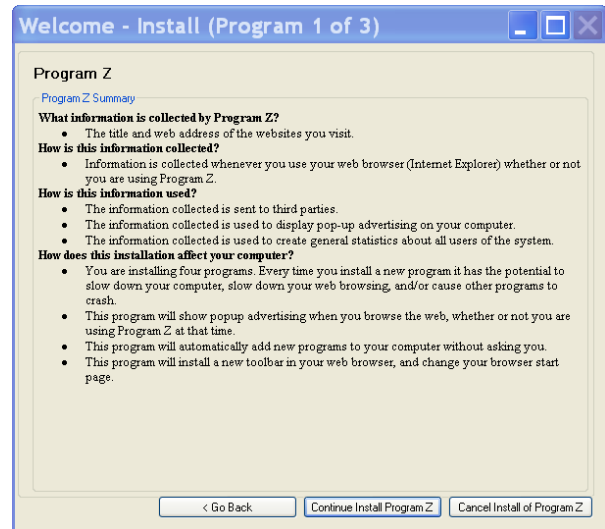 Welcome - Install (Program 1 of 3)
Program Z
Program Z Summary
What information is collected by Program Z?
• The title and web address of the websites you visit.
How is this information collected?
• Information is collected whenever you use your web browser (Internet Explorer) whether or not
you are using Program Z.
How is this information used?
• The information collected is sent to third parties.
• The information collected is used to display pop-up advertising on your computer.
• The information collected is used to create general statistics about all users of the system.
How does this installation affect your computer?
• You are installing four programs. Every time you install a new program it has the potential to
slow down your computer, slow down your web browsing, and/or cause other programs to
crash.
• This program will show popup advertising when you browse the web, whether or not you are
using Program Z at that time.
• This program will automatically add new programs to your computer without asking you.
• This program will install a new toolbar in your web browser, and change your browser start
page.
< Go Back
Continue Install Program Z
Cancel Install of Program Z